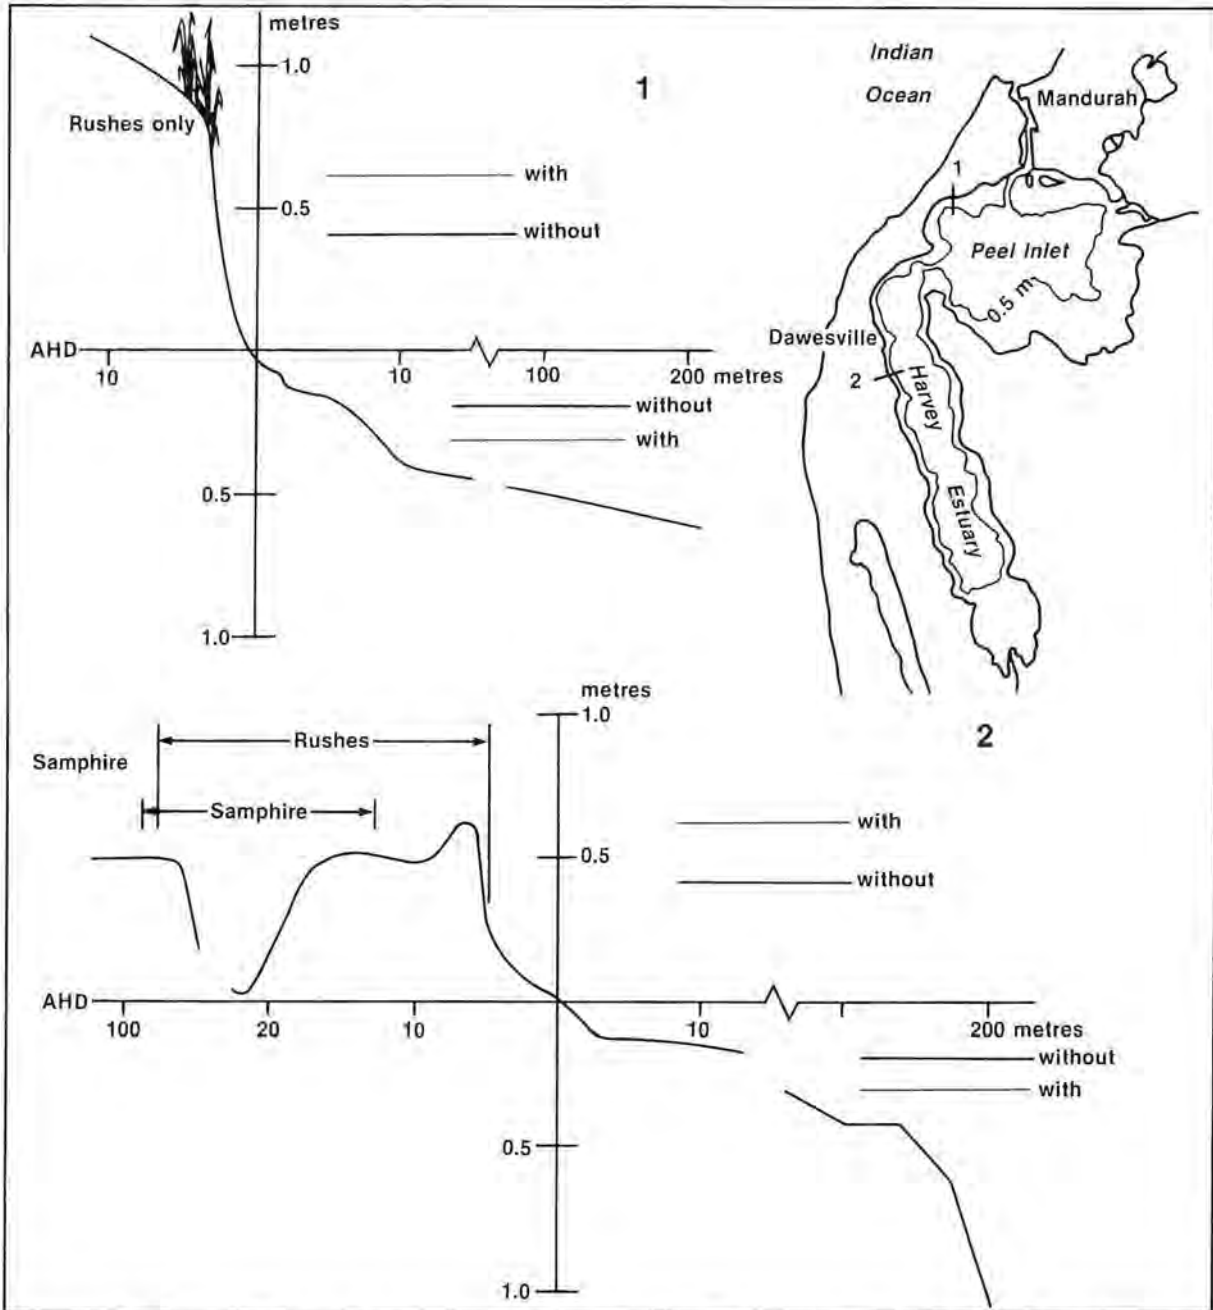 metres
1.0
Rushes only
with
0.5
without
AHD
10
10
100
200 metres
without
with
0.5
1.0
1
Indian
Ocean
Mandurah
1
Peel Inlet
0.5 m
Dawesville
2
Harvey
Estuary
metres
1.0
2
Rushes
Samphire
Samphire
with
0.5
without
AHD
100
20
10
10
200 metres
without
with
0.5
1.0